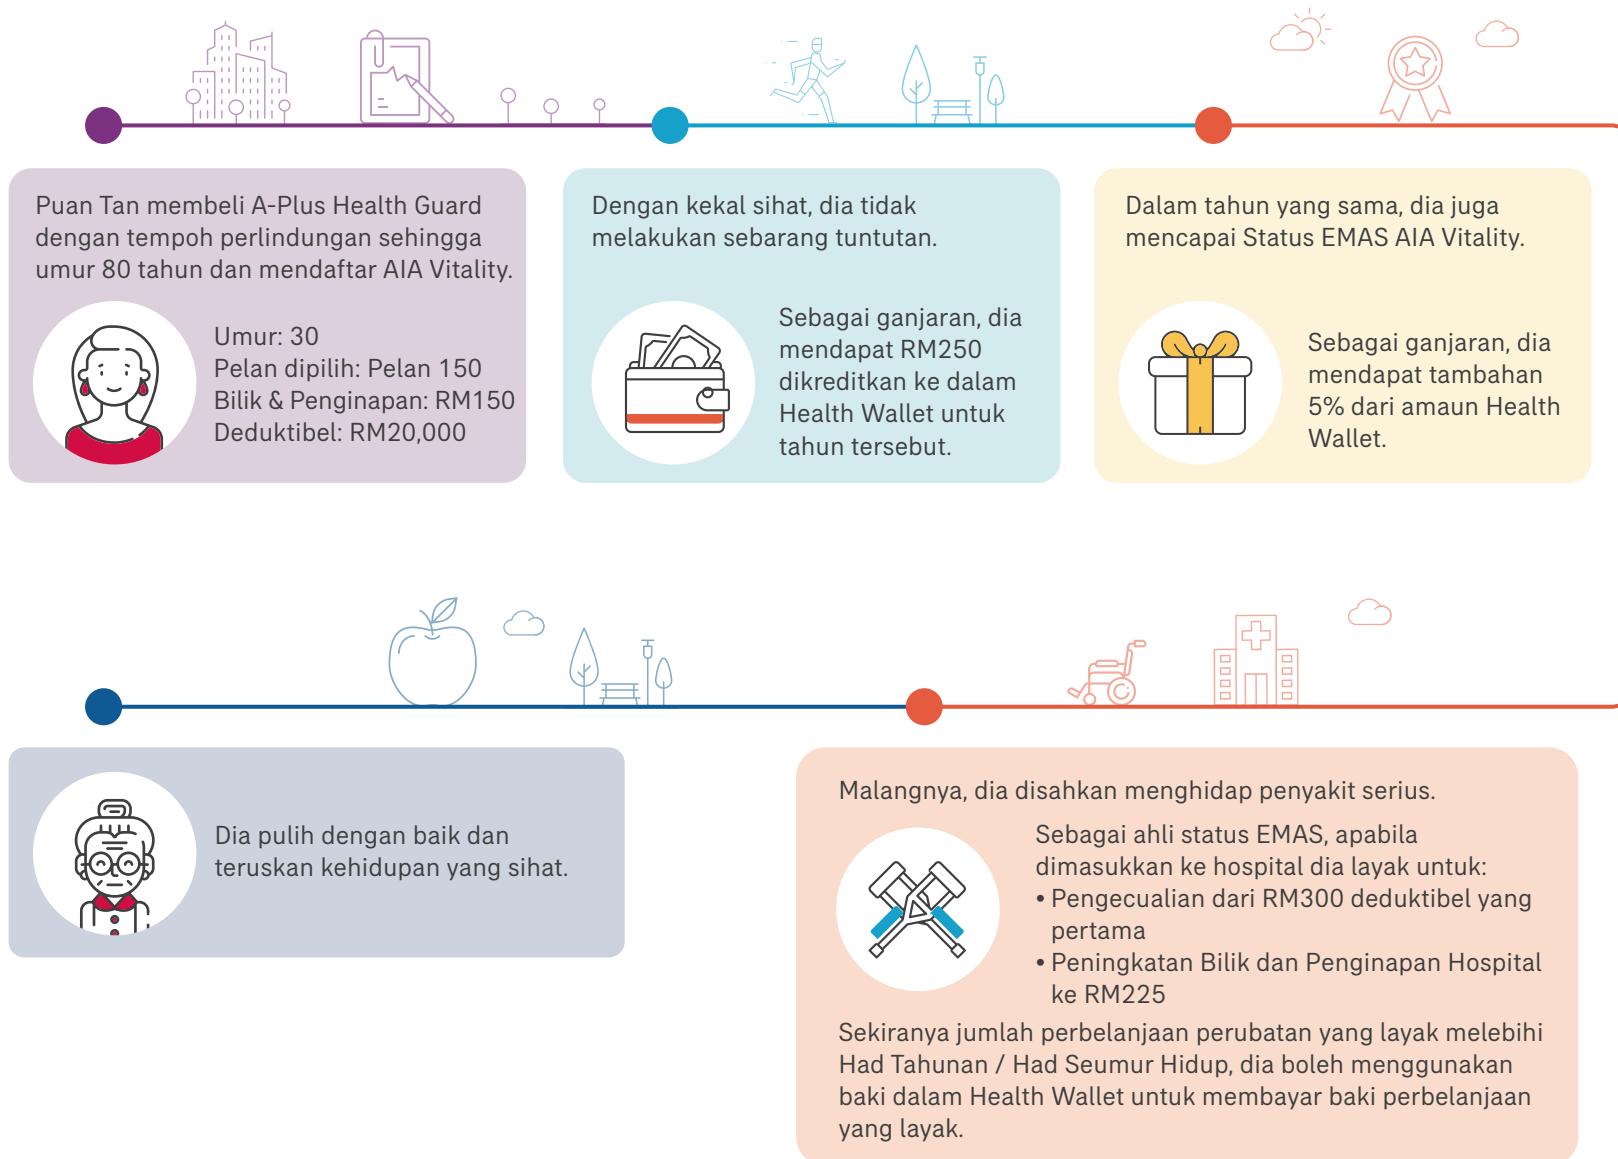 Puan Tan membeli A-Plus Health Guard
dengan tempoh perlindungan sehingga
umur 80 tahun dan mendaftar AIA Vitality.
Umur: 30
Pelan dipilih: Pelan 150
Bilik & Penginapan: RM150
Deduktibel: RM20,000
Dengan kekal sihat, dia tidak
melakukan sebarang tuntutan.
Sebagai ganjaran, dia
mendapat RM250
dikreditkan ke dalam
Health Wallet untuk
tahun tersebut.
Dalam tahun yang sama, dia juga
mencapai Status EMAS AIA Vitality.
Sebagai ganjaran, dia
mendapat tambahan
5% dari amaun Health
Wallet.
Dia pulih dengan baik dan
teruskan kehidupan yang sihat.
Malangnya, dia disahkan menghidap penyakit serius.
Sebagai ahli status EMAS, apabila
dimasukkan ke hospital dia layak untuk:
• Pengecualian dari RM300 deduktibel yang
pertama
• Peningkatan Bilik dan Penginapan Hospital
ke RM225
Sekiranya jumlah perbelanjaan perubatan yang layak melebihi
Had Tahunan / Had Seumur Hidup, dia boleh menggunakan
baki dalam Health Wallet untuk membayar baki perbelanjaan
yang layak.